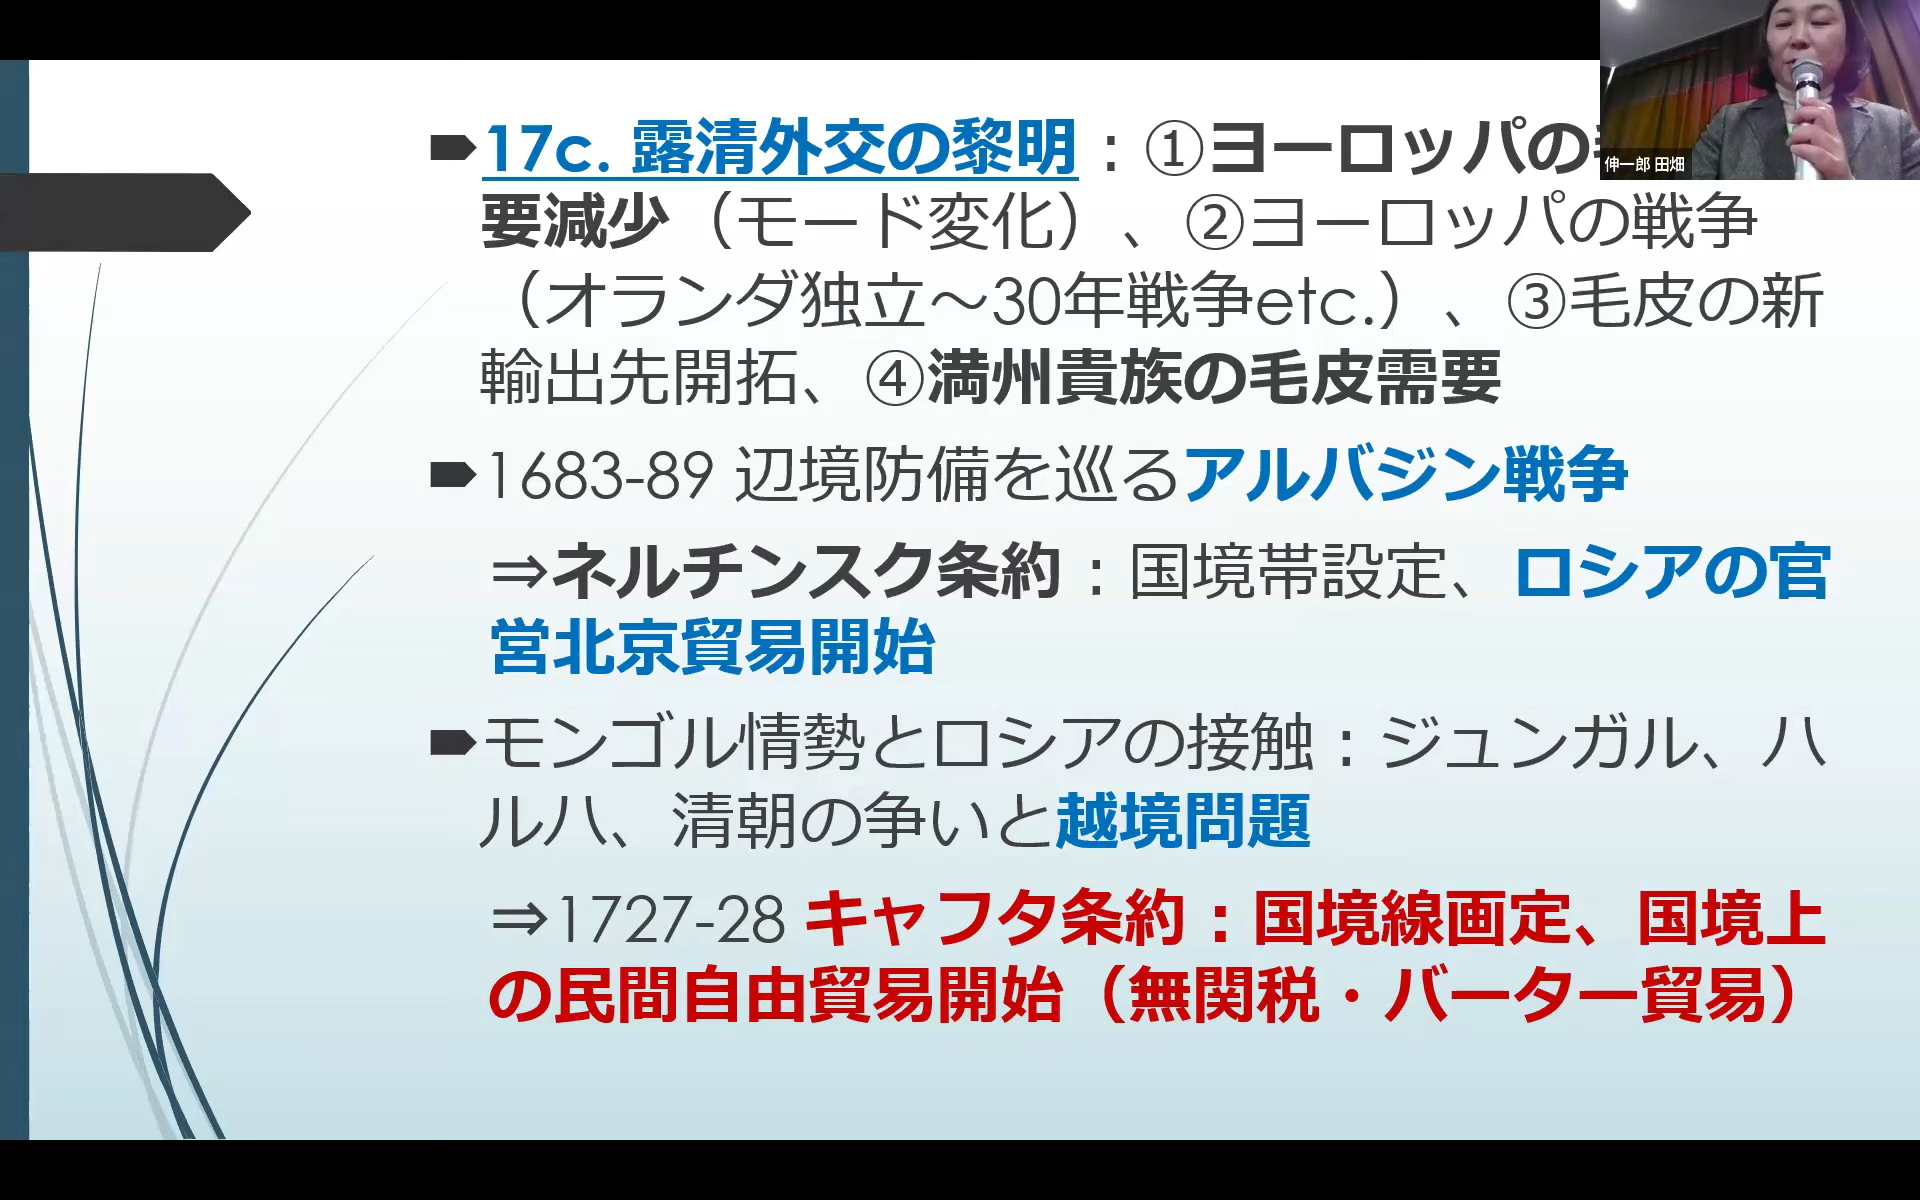 17c. 露清外交の黎明：①ヨーロッパの
要減少（モード変化）、②ヨーロッパの戦争
（オランダ独立～30年戦争etc.）、③毛皮の新
輸出先開拓、④満州貴族の毛皮需要
1683-89 辺境防備を巡るアルバジン戦争
⇒ネルチンスク条約：国境帯設定、ロシアの官
営北京貿易開始
モンゴル情勢とロシアの接触：ジュンガル、ハ
ルハ、清朝の争いと越境問題
⇒1727-28 キャフタ条約：国境線画定、国境上
の民間自由貿易開始（無関税・バーター貿易）
伸一郎 田畑